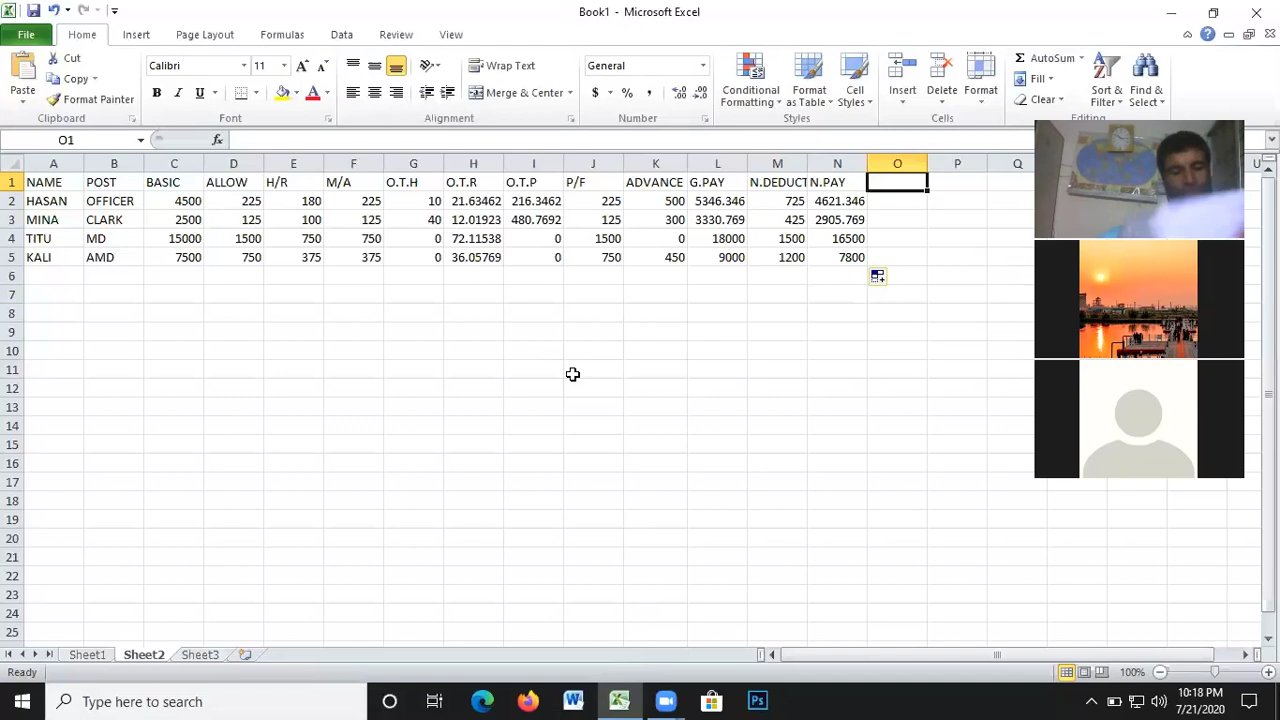 Book1 - Microsoft Excel
File Home Insert Page Layout Formulas Data Review View
Paste Cut Copy Format Painter Clipboard
Calibri 11 Font
Wrap Text Merge & Center Alignment
General Number
Conditional Formatting Format as Table Cell Styles Styles
Insert Delete Format Cells
AutoSum Fill Clear Sort & Filter Find & Select Editing
O1 fx
A B C D E F G H I J K L M N O P Q U
1 NAME POST BASIC ALLOW H/R M/A O.T.H O.T.R O.T.P P/F ADVANCE G.PAY N.DEDUCT N.PAY
2 HASAN OFFICER 4500 225 180 225 10 21.63462 216.3462 225 500 5346.346 725 4621.346
3 MINA CLARK 2500 125 100 125 40 12.01923 480.7692 125 300 3330.769 425 2905.769
4 TITU MD 15000 1500 750 750 0 72.11538 0 1500 0 18000 1500 16500
5 KALI AMD 7500 750 375 375 0 36.05769 0 750 450 9000 1200 7800
6
7
8
9
10
11
12
13
14
15
16
17
18
19
20
21
22
23
24
25
Sheet1 Sheet2 Sheet3
Ready 100%
Type here to search
10:18 PM
7/21/2020